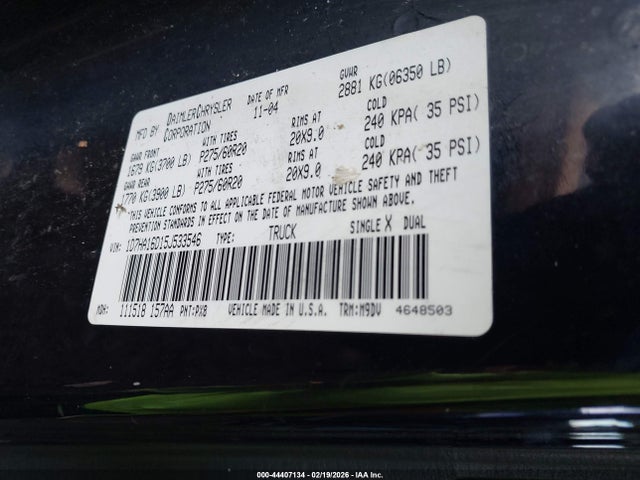 MFD BY DAIMLERCHRYSLER CORPORATION
DATE OF MFR 11-04
GVWR 2881 KG(06350 LB)
GAWR FRONT 1679 KG(3700 LB)
WITH TIRES P275/60R20
RIMS AT 20X9.0
COLD 240 KPA( 35 PSI)
GAWR REAR 1770 KG(3900 LB)
WITH TIRES P275/60R20
RIMS AT 20X9.0
COLD 240 KPA( 35 PSI)
THIS VEHICLE CONFORMS TO ALL APPLICABLE FEDERAL MOTOR VEHICLE SAFETY AND THEFT
PREVENTION STANDARDS IN EFFECT ON THE DATE OF MANUFACTURE SHOWN ABOVE.
VIN: 1D7HA16D15J533546 TYPE: TRUCK SINGLE X DUAL
MDH: 111518 157AA PNT:PX8 VEHICLE MADE IN U.S.A. TRM:M9DV 4648503
000-44407134 - 02/19/2026 - IAA Inc.